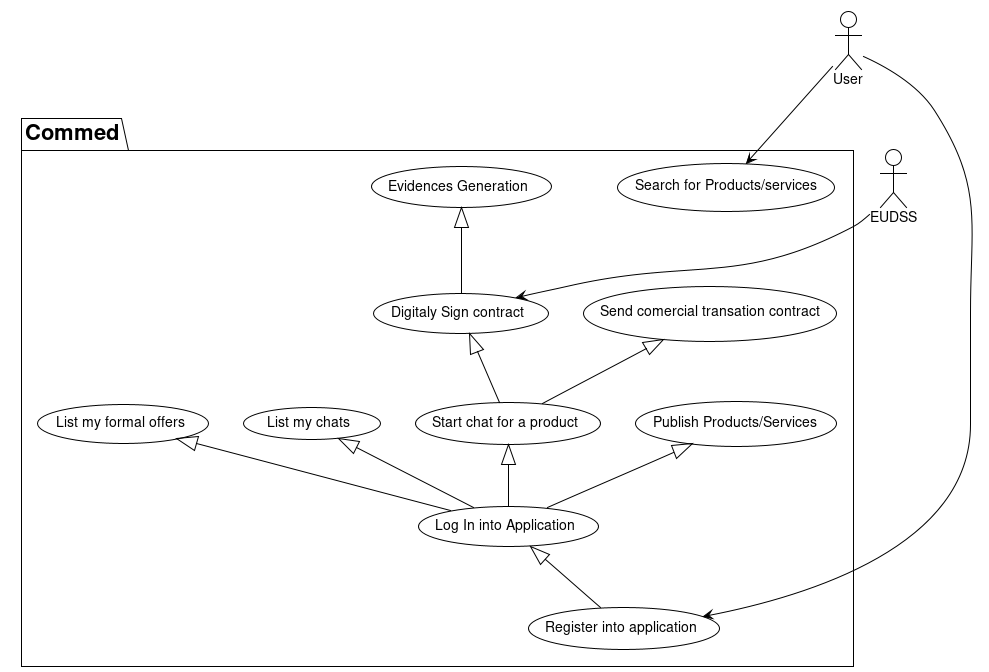 User
Commed
Evidences Generation
Search for Products/services
EUDSS
Digitaly Sign contract
Send comercial transation contract
List my formal offers
List my chats
Start chat for a product
Publish Products/Services
Log In into Application
Register into application